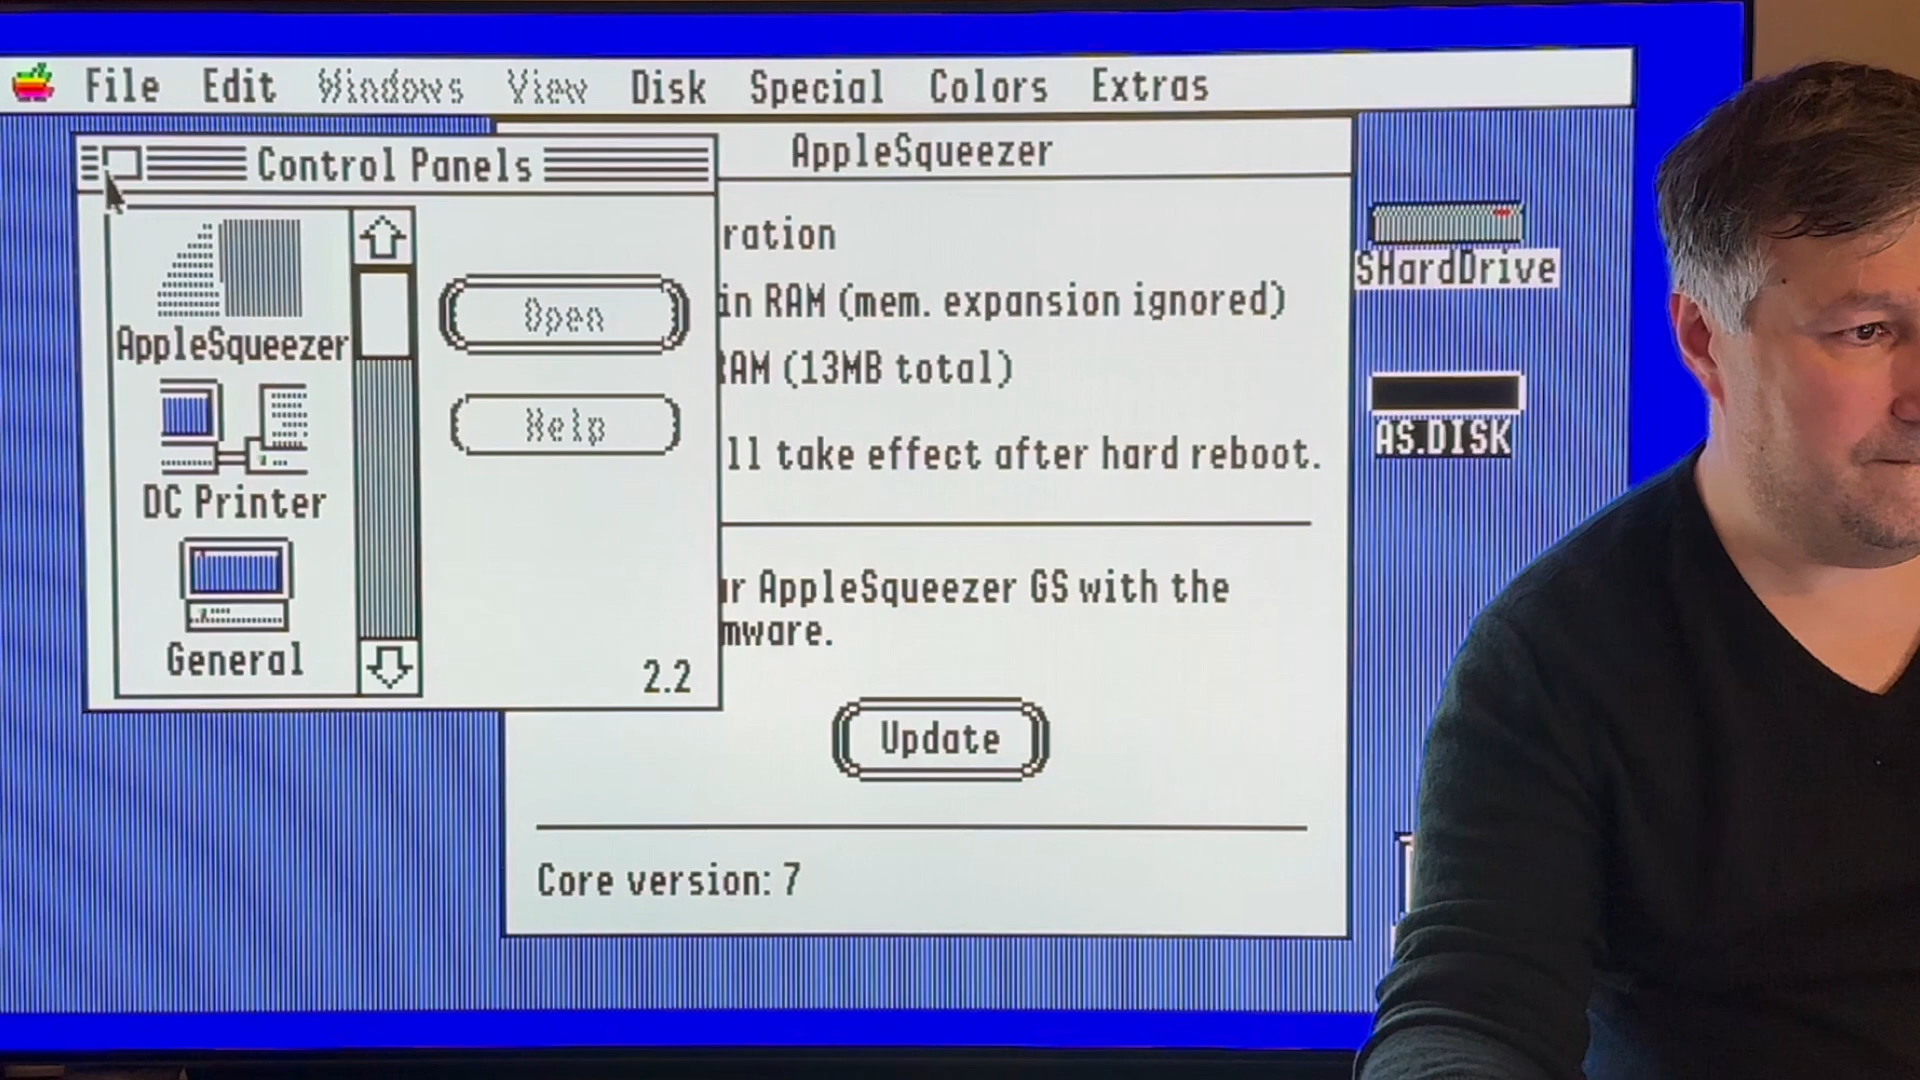 File Edit Windows View Disk Special Colors Extras
Control Panels
AppleSqueezer
DC Printer
General
Open
Help
2.2
AppleSqueezer
ration
in RAM (mem. expansion ignored)
RAM (13MB total)
ll take effect after hard reboot.
ur AppleSqueezer GS with the
mware.
Update
Core version: 7
SHardDrive
AS.DISK